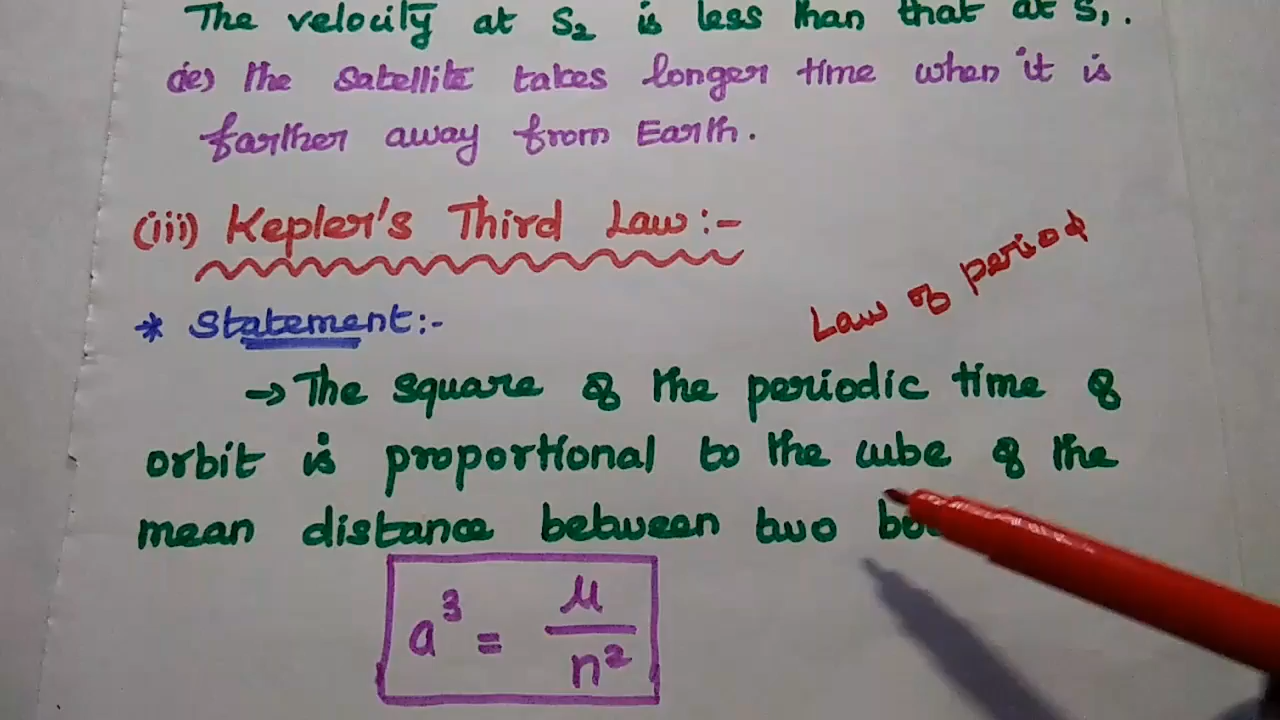 The velocity at S₂ is less than that at S₁.
(ie) the satellite takes longer time when it is
farther away from Earth.
(iii) Kepler's Third Law:-
Law of period
* Statement:-
→ The square of the periodic time of
orbit is proportional to the cube of the
mean distance between two
a³ = μ/n²